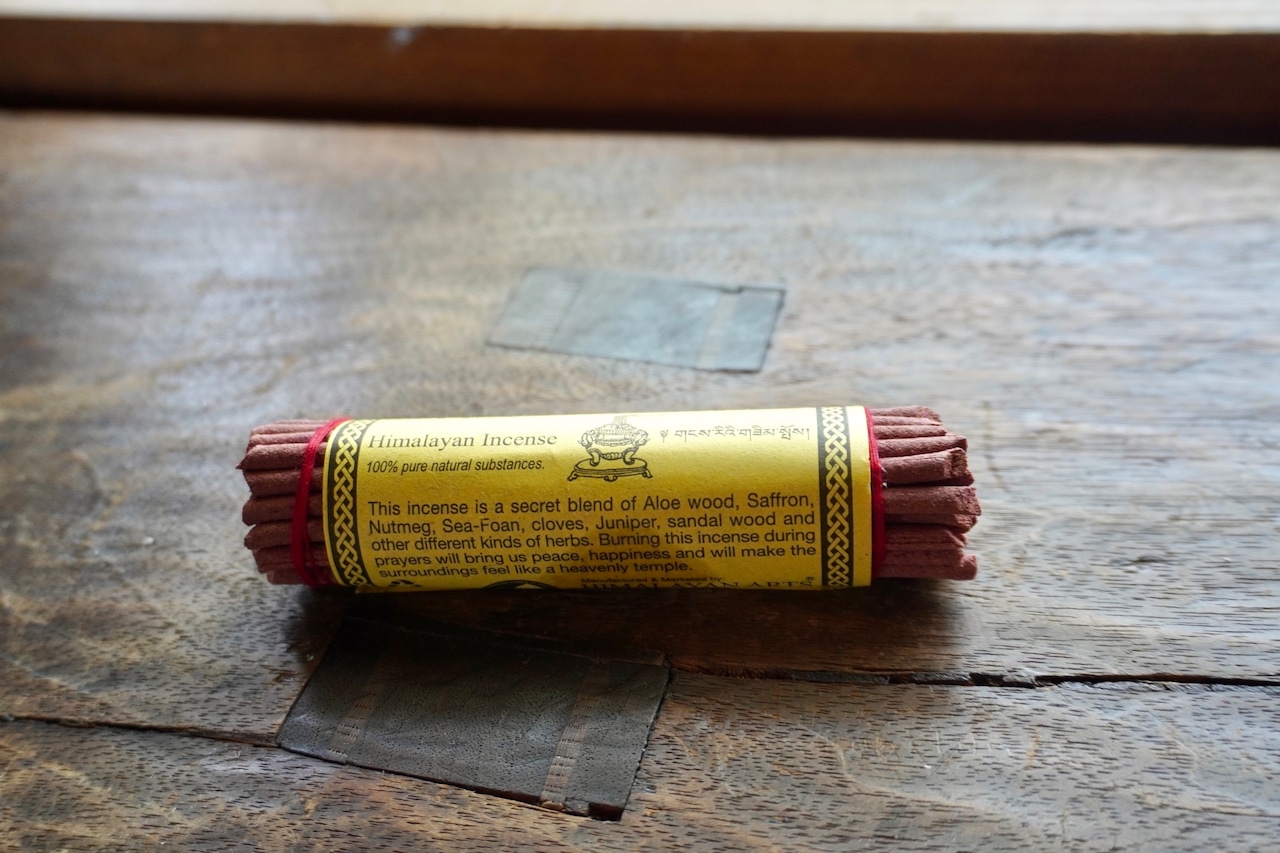 Himalayan Incense
༄ གངས་རིའི་གཟིམ་སྤོས།
100% pure natural substances.
This incense is a secret blend of Aloe wood, Saffron,
Nutmeg, Sea-Foan, cloves, Juniper, sandal wood and
other different kinds of herbs. Burning this incense during
prayers will bring us peace, happiness and will make the
surroundings feel like a heavenly temple.
Manufactured & Marketed by:
HIMALAYAN ARTS®